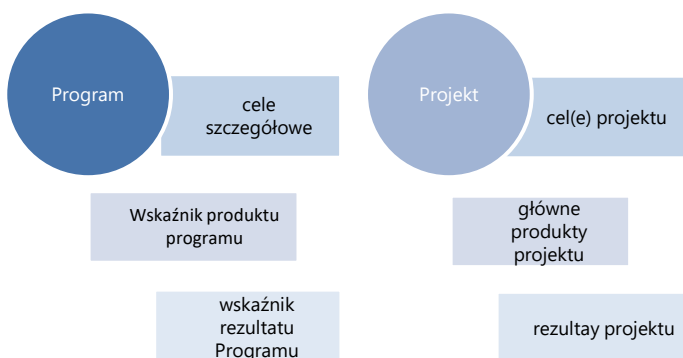 Program
cele
szczegółowe
Wskaźnik produktu
programu
wskaźnik
rezultatu
Programu
Projekt
cel(e) projektu
główne
produkty
projektu
rezultay projektu